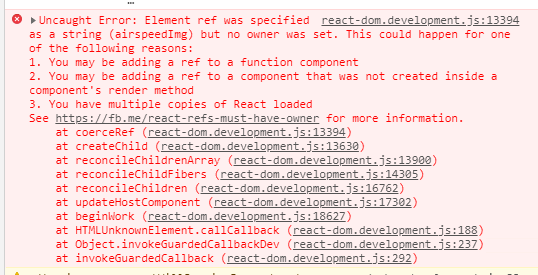 …
Uncaught Error: Element ref was specified react-dom.development.js:13394
as a string (airspeedImg) but no owner was set. This could happen for one
of the following reasons:
1. You may be adding a ref to a function component
2. You may be adding a ref to a component that was not created inside a
component's render method
3. You have multiple copies of React loaded
See https://fb.me/react-refs-must-have-owner for more information.
at coerceRef (react-dom.development.js:13394)
at createChild (react-dom.development.js:13630)
at reconcileChildrenArray (react-dom.development.js:13900)
at reconcileChildFibers (react-dom.development.js:14305)
at reconcileChildren (react-dom.development.js:16762)
at updateHostComponent (react-dom.development.js:17302)
at beginWork (react-dom.development.js:18627)
at HTMLUnknownElement.callCallback (react-dom.development.js:188)
at Object.invokeGuardedCallbackDev (react-dom.development.js:237)
at invokeGuardedCallback (react-dom.development.js:292)